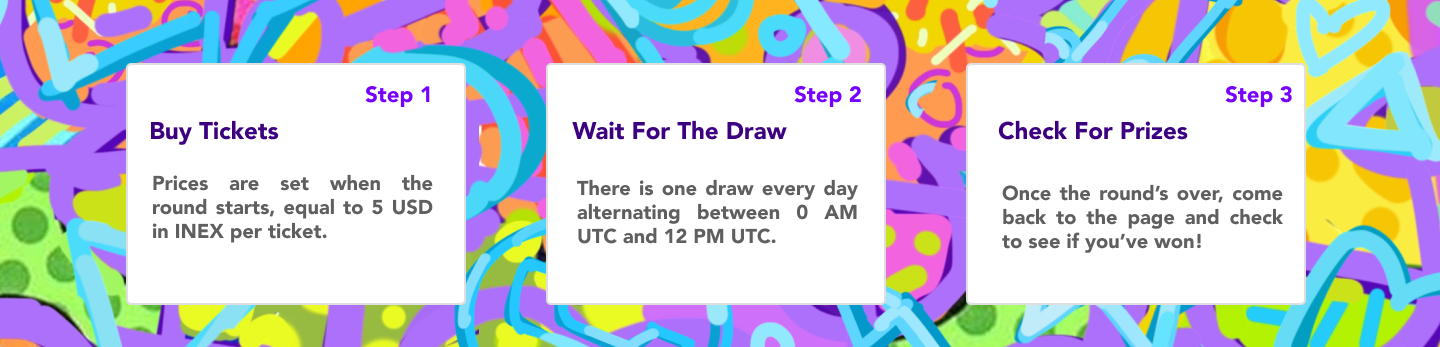 Step 1
Buy Tickets
Prices are set when the
round starts, equal to 5 USD
in INEX per ticket.
Step 2
Wait For The Draw
There is one draw every day
alternating between 0 AM
UTC and 12 PM UTC.
Step 3
Check For Prizes
Once the round’s over, come
back to the page and check
to see if you’ve won!